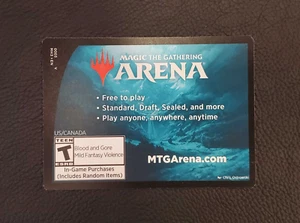 MAGIC THE GATHERING
ARENA
• Free to play
• Standard, Draft, Sealed, and more
• Play anyone, anywhere, anytime
US/CANADA
TEEN
T
ESRB
Blood and Gore
Mild Fantasy Violence
In-Game Purchases
(Includes Random Items)
MTGArena.com